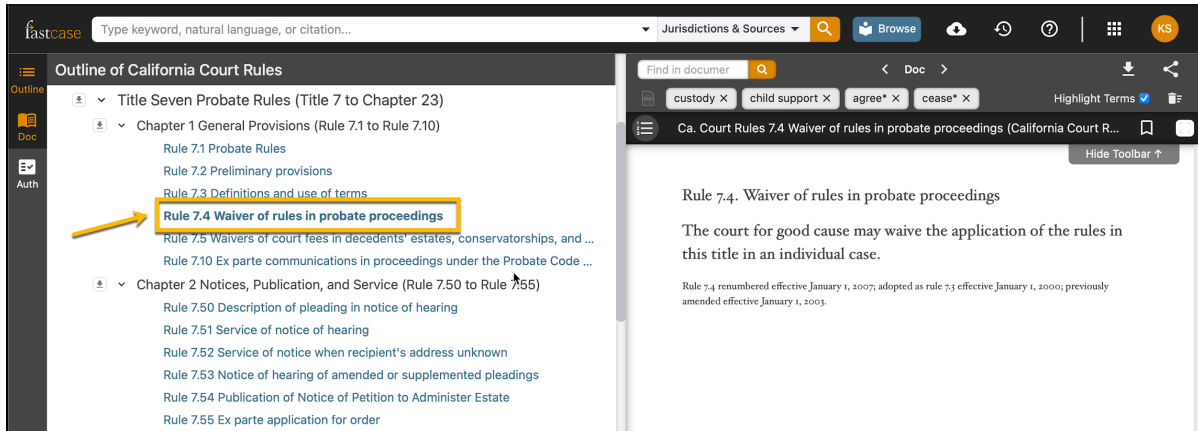 fastcase
Type keyword, natural language, or citation...
Jurisdictions & Sources
Browse
KS
Outline
Doc
Auth
Outline of California Court Rules
Title Seven Probate Rules (Title 7 to Chapter 23)
Chapter 1 General Provisions (Rule 7.1 to Rule 7.10)
Rule 7.1 Probate Rules
Rule 7.2 Preliminary provisions
Rule 7.3 Definitions and use of terms
Rule 7.4 Waiver of rules in probate proceedings
Rule 7.5 Waivers of court fees in decedents' estates, conservatorships, and ...
Rule 7.10 Ex parte communications in proceedings under the Probate Code ...
Chapter 2 Notices, Publication, and Service (Rule 7.50 to Rule 7.55)
Rule 7.50 Description of pleading in notice of hearing
Rule 7.51 Service of notice of hearing
Rule 7.52 Service of notice when recipient's address unknown
Rule 7.53 Notice of hearing of amended or supplemented pleadings
Rule 7.54 Publication of Notice of Petition to Administer Estate
Rule 7.55 Ex parte application for order
Find in documer
< Doc >
custody X child support X agree* X cease* X
Highlight Terms
Ca. Court Rules 7.4 Waiver of rules in probate proceedings (California Court R...
Hide Toolbar ↑
Rule 7.4. Waiver of rules in probate proceedings
The court for good cause may waive the application of the rules in
this title in an individual case.
Rule 7.4 renumbered effective January 1, 2007; adopted as rule 7.3 effective January 1, 2000; previously
amended effective January 1, 2003.